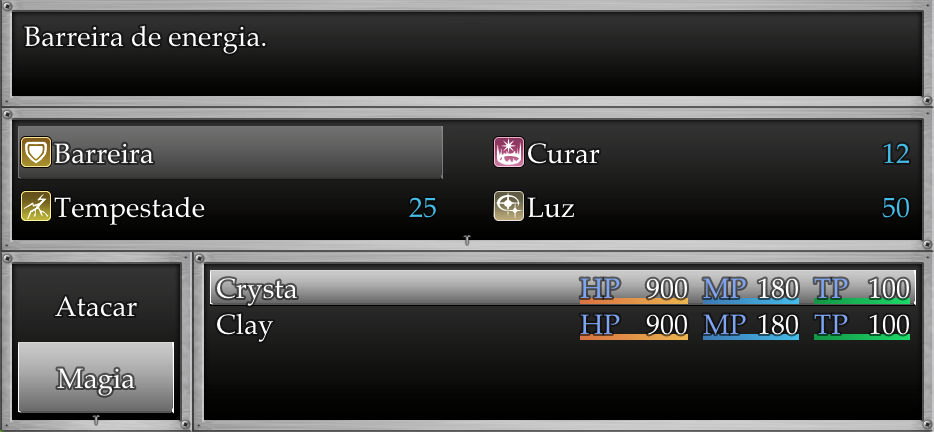 Barreira de energia.
Barreira
Curar 12
Tempestade 25
Luz 50
Atacar
Magia
Crysta HP 900 MP 180 TP 100
Clay HP 900 MP 180 TP 100